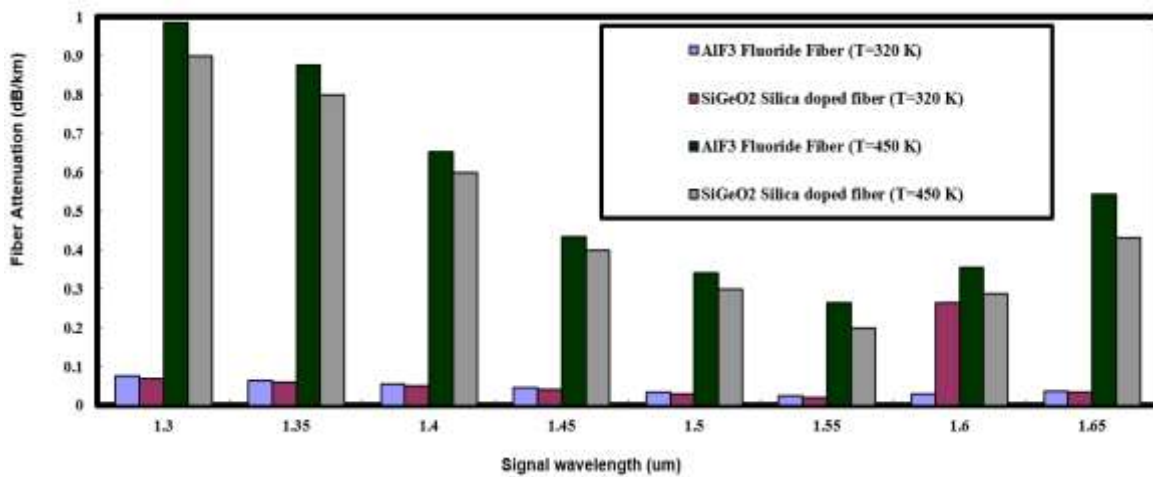 Fiber Attenuation (dB/km)
1
0.9
0.8
0.7
0.6
0.5
0.4
0.3
0.2
0.1
0
AlF3 Fluoride Fiber (T=320 K)
SiGeO2 Silica doped fiber (T=320 K)
AlF3 Fluoride Fiber (T=450 K)
SiGeO2 Silica doped fiber (T=450 K)
1.3 1.35 1.4 1.45 1.5 1.55 1.6 1.65
Signal wavelength (um)